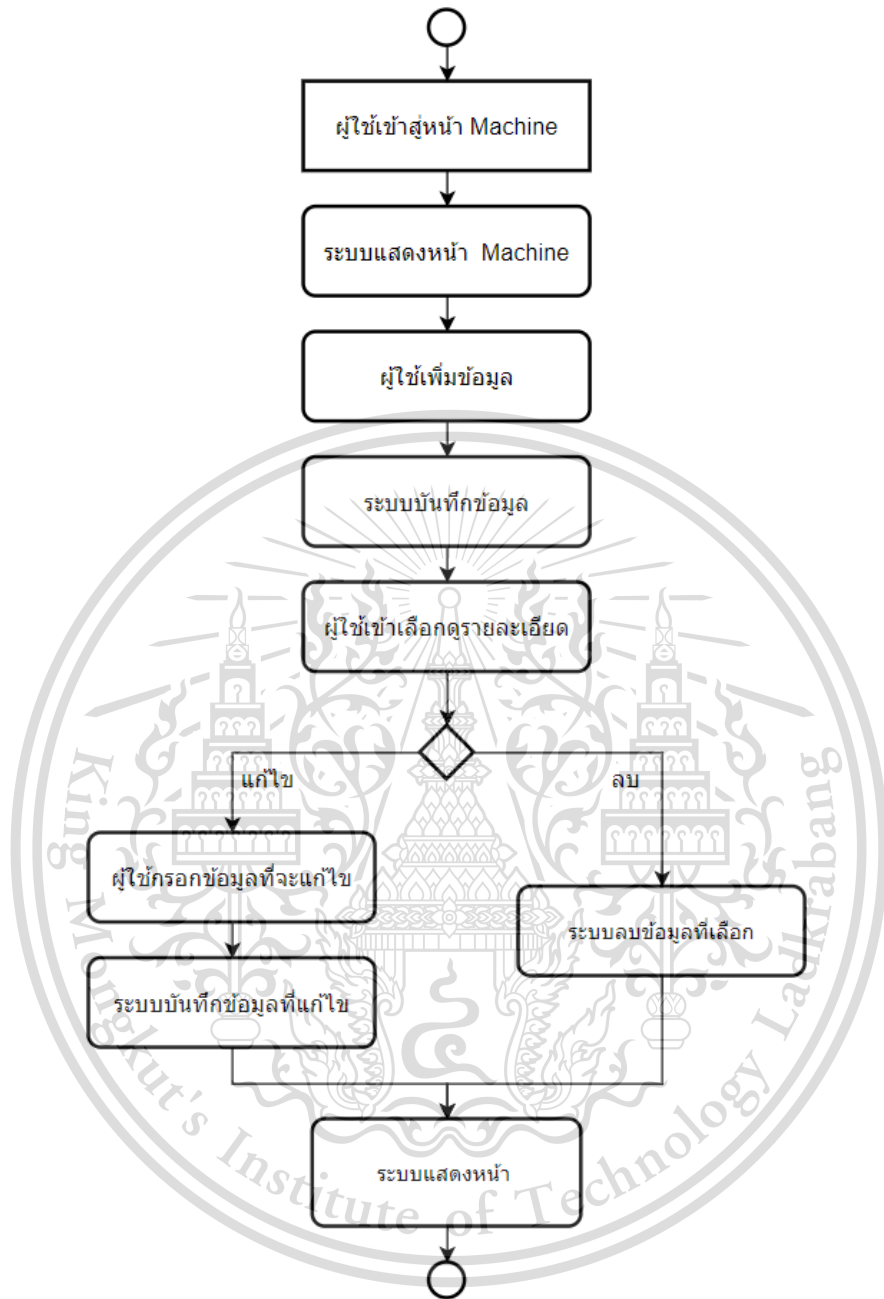 ผู้ใช้เข้าสู่หน้า Machine
ระบบแสดงหน้า Machine
ผู้ใช้เพิ่มข้อมูล
ระบบบันทึกข้อมูล
ผู้ใช้เข้าเลือกดูรายละเอียด
แก้ไข
ลบ
ผู้ใช้กรอกข้อมูลที่จะแก้ไข
ระบบลบข้อมูลที่เลือก
ระบบบันทึกข้อมูลที่แก้ไข
ระบบแสดงหน้า
King Mongkut's Institute of Technology Ladkrabang